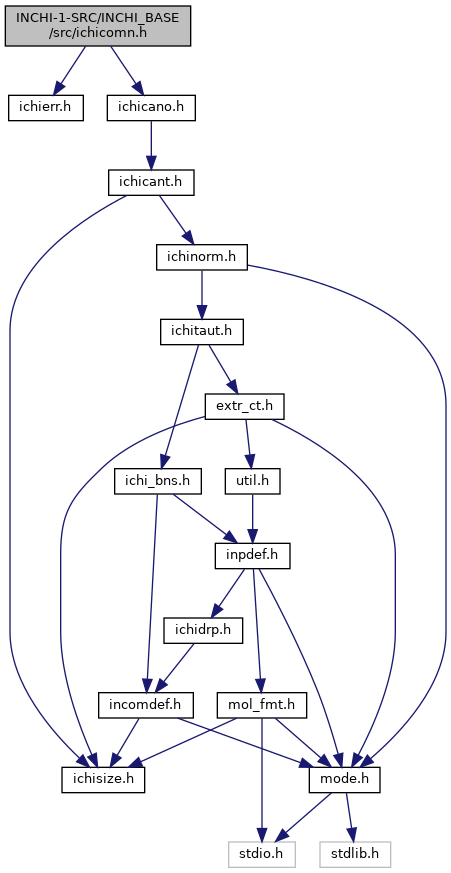 INCHI-1-SRC/INCHI_BASE
/src/ichicomn.h
ichierr.h
ichicano.h
ichicant.h
ichinorm.h
ichitaut.h
extr_ct.h
ichi_bns.h
util.h
inpdef.h
ichidrp.h
incomdef.h
mol_fmt.h
ichisize.h
mode.h
stdio.h
stdlib.h